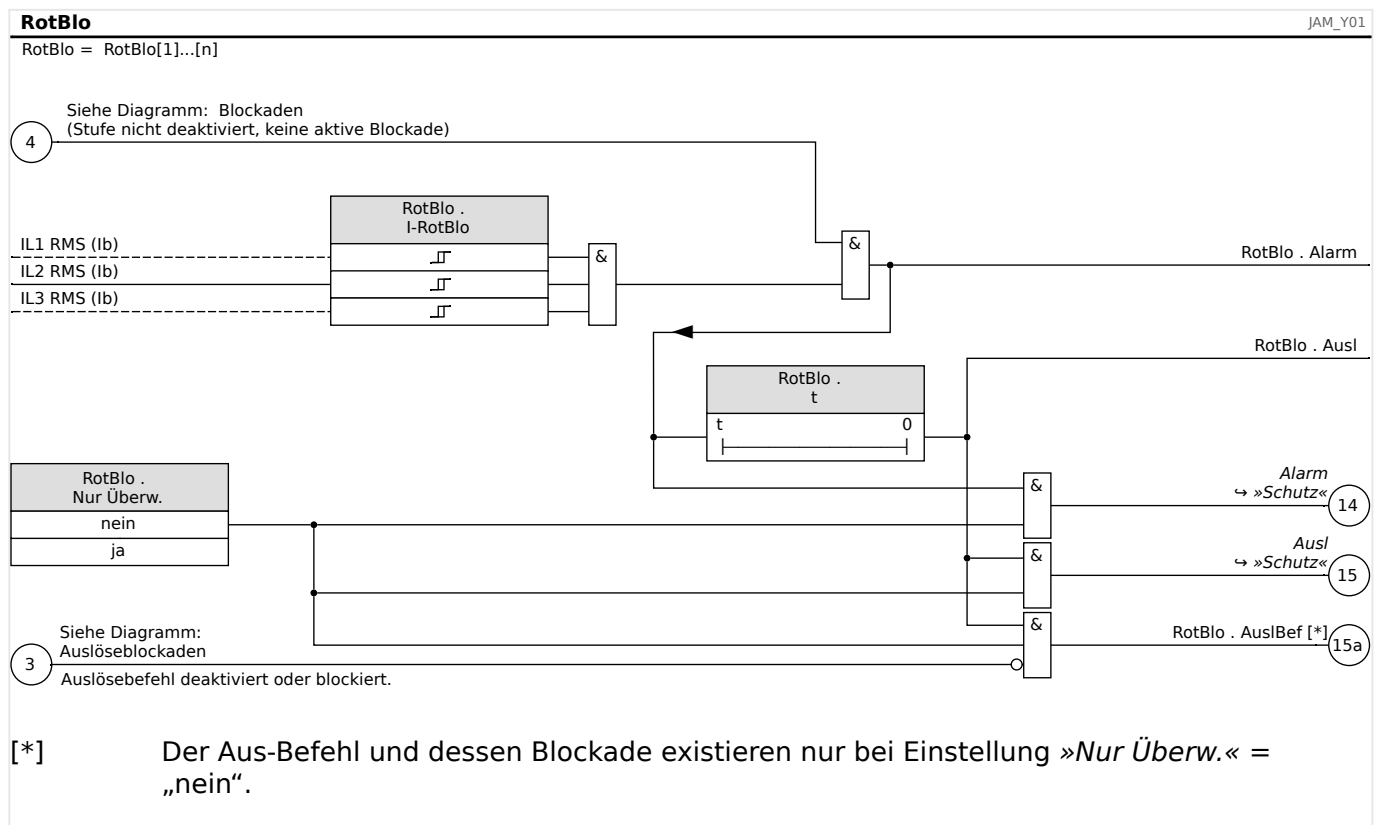 RotBlo
JAM_Y01
RotBlo = RotBlo[1]...[n]
Siehe Diagramm: Blockaden
(Stufe nicht deaktiviert, keine aktive Blockade)
4
RotBlo .
I-RotBlo
IL1 RMS (Ib)
IL2 RMS (Ib)
IL3 RMS (Ib)
&
&
RotBlo . Alarm
RotBlo . Ausl
RotBlo .
t
t 0
RotBlo .
Nur Überw.
nein
ja
&
Alarm
↪ »Schutz«
14
&
Ausl
↪ »Schutz«
15
&
RotBlo . AuslBef [*]
15a
Siehe Diagramm:
Auslöseblockaden
3
Auslösebefehl deaktiviert oder blockiert.
[*] Der Aus-Befehl und dessen Blockade existieren nur bei Einstellung »Nur Überw.« =
„nein“.